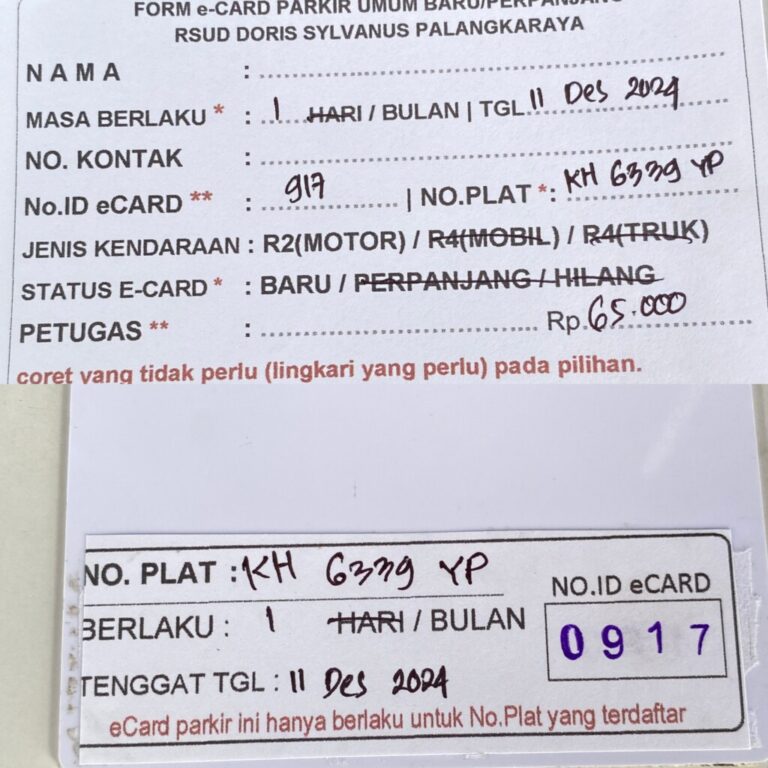 FORM e-CARD PARKIR UMUM BARU/PERPANJANG
RSUD DORIS SYLVANUS PALANGKARAYA
NAMA :
MASA BERLAKU * : 1 HARI / BULAN | TGL 11 Des 2024
NO. KONTAK :
No.ID eCARD ** : 917 | NO.PLAT *: KH 6339 YP
JENIS KENDARAAN : R2(MOTOR) / R4(MOBIL) / R4(TRUK)
STATUS E-CARD * : BARU / PERPANJANG / HILANG
PETUGAS ** : Rp. 65.000
coret yang tidak perlu (lingkari yang perlu) pada pilihan.
NO. PLAT : KH 6339 YP
NO.ID eCARD
BERLAKU : 1 HARI / BULAN
0917
TENGGAT TGL : 11 Des 2024
eCard parkir ini hanya berlaku untuk No.Plat yang terdaftar